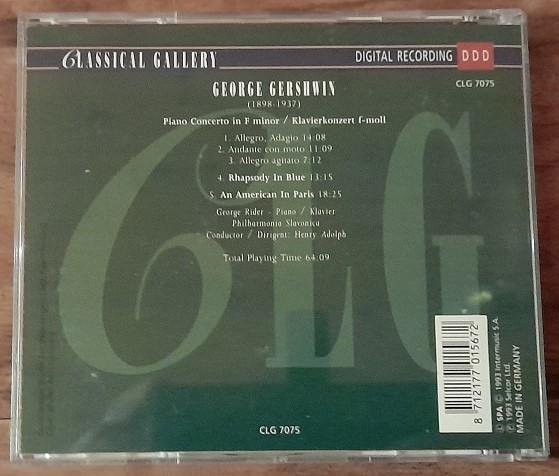 CLASSICAL GALLERY
DIGITAL RECORDING DDD
CLG 7075
GEORGE GERSHWIN
(1898-1937)
Piano Concerto in F minor / Klavierkonzert f-moll
1. Allegro, Adagio 14:08
2. Andante con moto 11:09
3. Allegro agitato 7:12
4. Rhapsody In Blue 13:15
5. An American In Paris 18:25
George Rider - Piano / Klavier
Philharmonia Slavonica
Conductor / Dirigent: Henry Adolph
Total Playing Time 64:09
CLG
CLG 7075
8 712177 015672
SPA © 1993 Intermusic S.A.
℗ 1993 Selcor Ltd.
MADE IN GERMANY